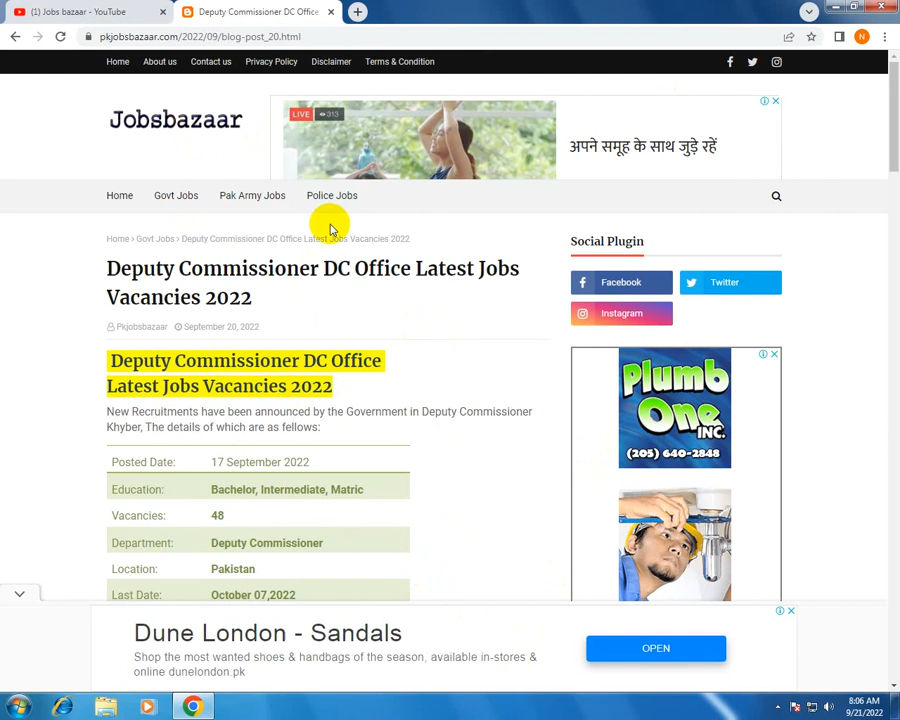 (1) Jobs bazaar - YouTube
Deputy Commissioner DC Office
pkjobsbazaar.com/2022/09/blog-post_20.html
N
Home About us Contact us Privacy Policy Disclaimer Terms & Condition
Jobsbazaar
LIVE 313
अपने समूह के साथ जुड़े रहें
Home Govt Jobs Pak Army Jobs Police Jobs
Home › Govt Jobs › Deputy Commissioner DC Office Latest Jobs Vacancies 2022
Deputy Commissioner DC Office Latest Jobs
Vacancies 2022
Pkjobsbazaar September 20, 2022
Deputy Commissioner DC Office
Latest Jobs Vacancies 2022
New Recruitments have been announced by the Government in Deputy Commissioner
Khyber, The details of which are as fellows:
Posted Date: 17 September 2022
Education: Bachelor, Intermediate, Matric
Vacancies: 48
Department: Deputy Commissioner
Location: Pakistan
Last Date: October 07,2022
Social Plugin
Facebook Twitter
Instagram
Plumb
One
INC.
(205) 640-2848
Dune London - Sandals
Shop the most wanted shoes & handbags of the season, available in-stores &
online dunelondon.pk
OPEN
8:06 AM
9/21/2022